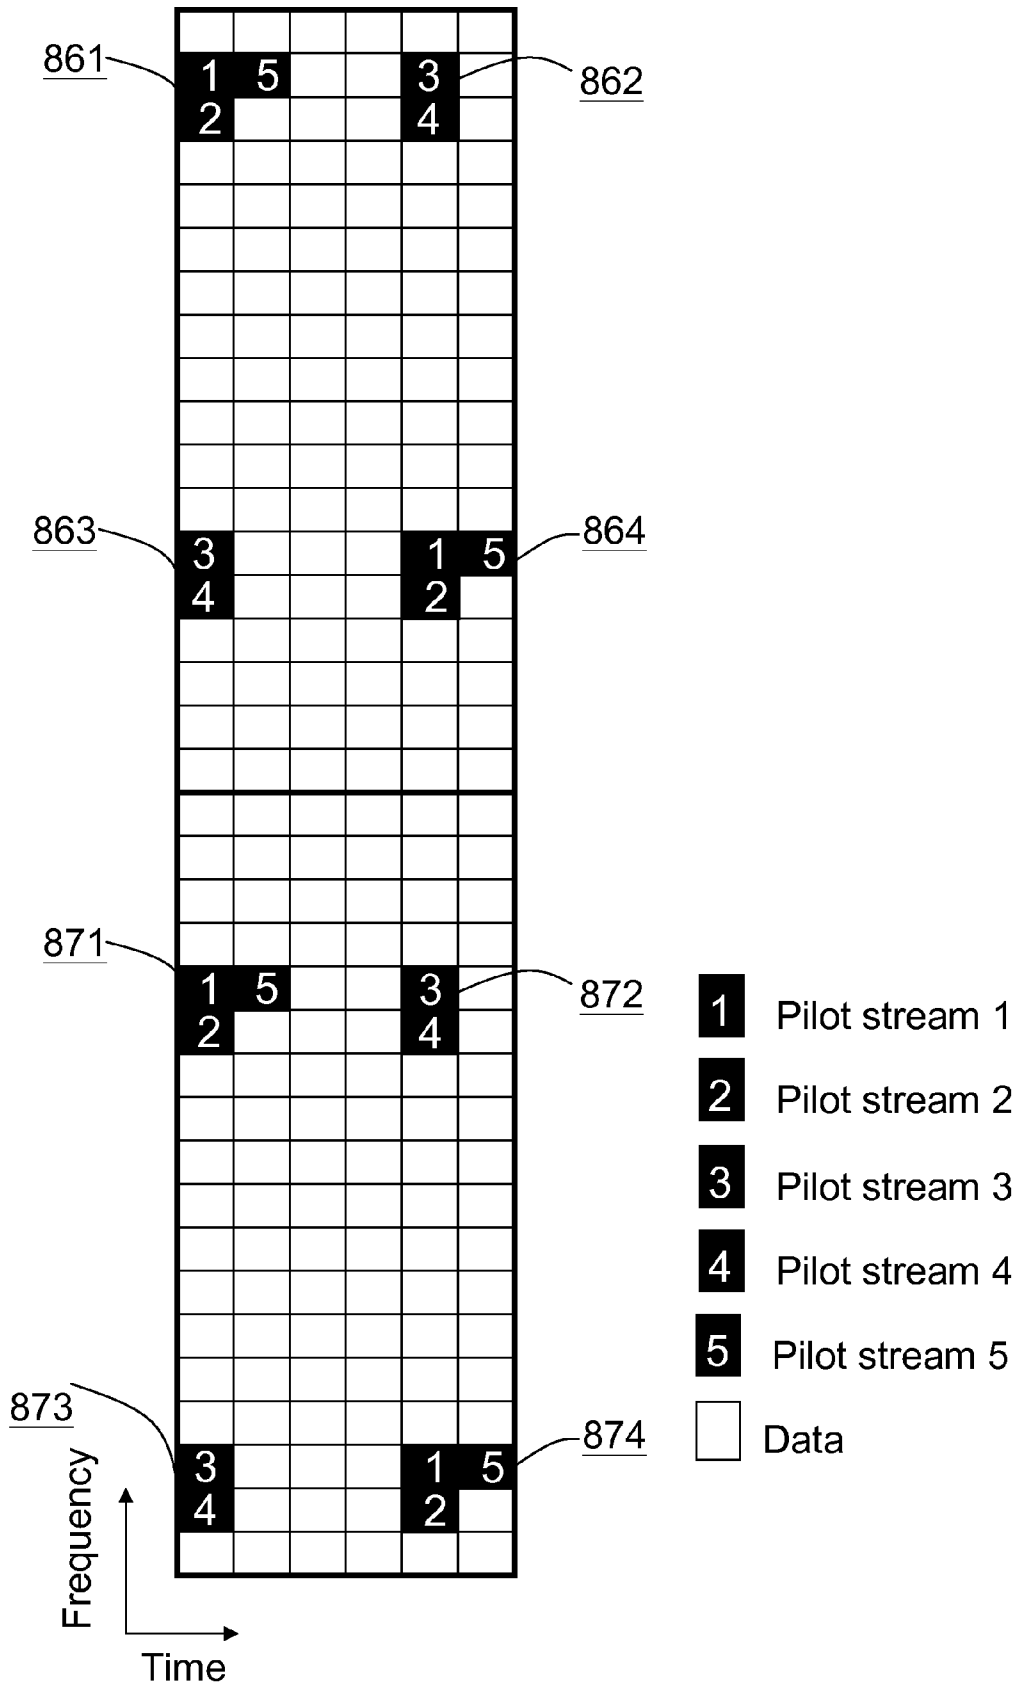 861
1 5 3
862
2 4
863
3 1 5
864
4 2
871
1 5 3
872
2 4
1 Pilot stream 1
2 Pilot stream 2
3 Pilot stream 3
4 Pilot stream 4
5 Pilot stream 5
Data
873
3 1 5
874
4 2
Frequency
Time